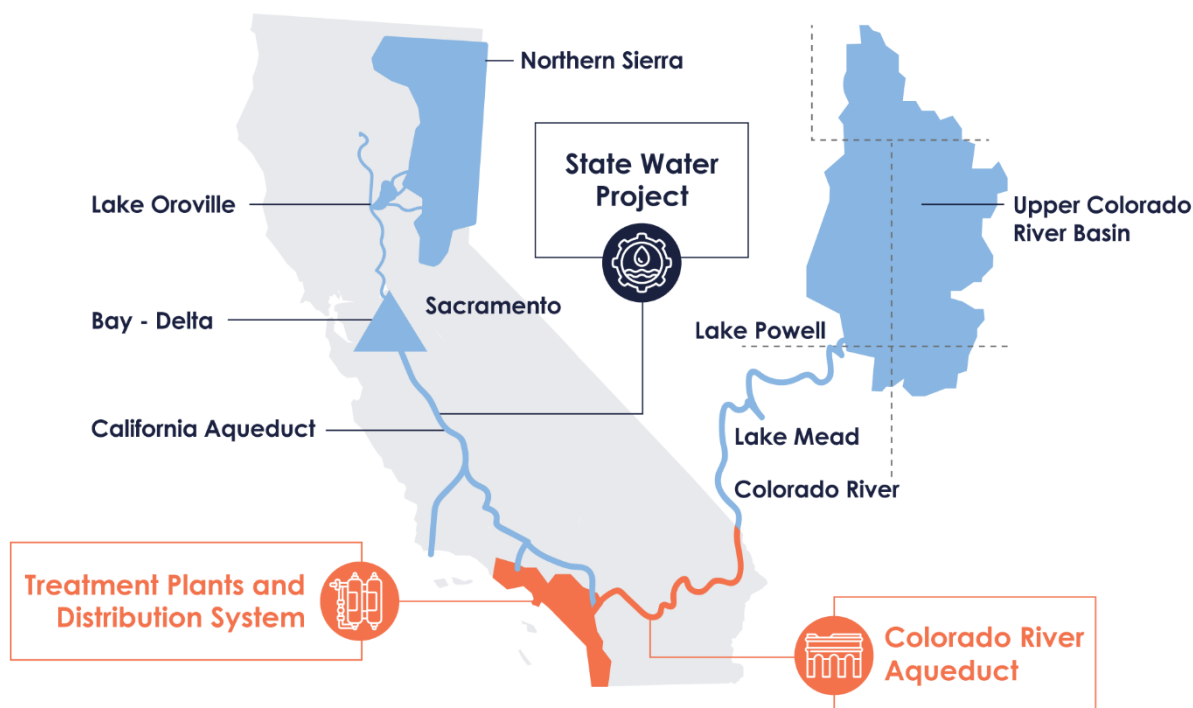 Northern Sierra
State Water
Project
Lake Oroville
Upper Colorado
River Basin
Sacramento
Bay - Delta
Lake Powell
California Aqueduct
Lake Mead
Colorado River
Treatment Plants and
Distribution System
Colorado River
Aqueduct